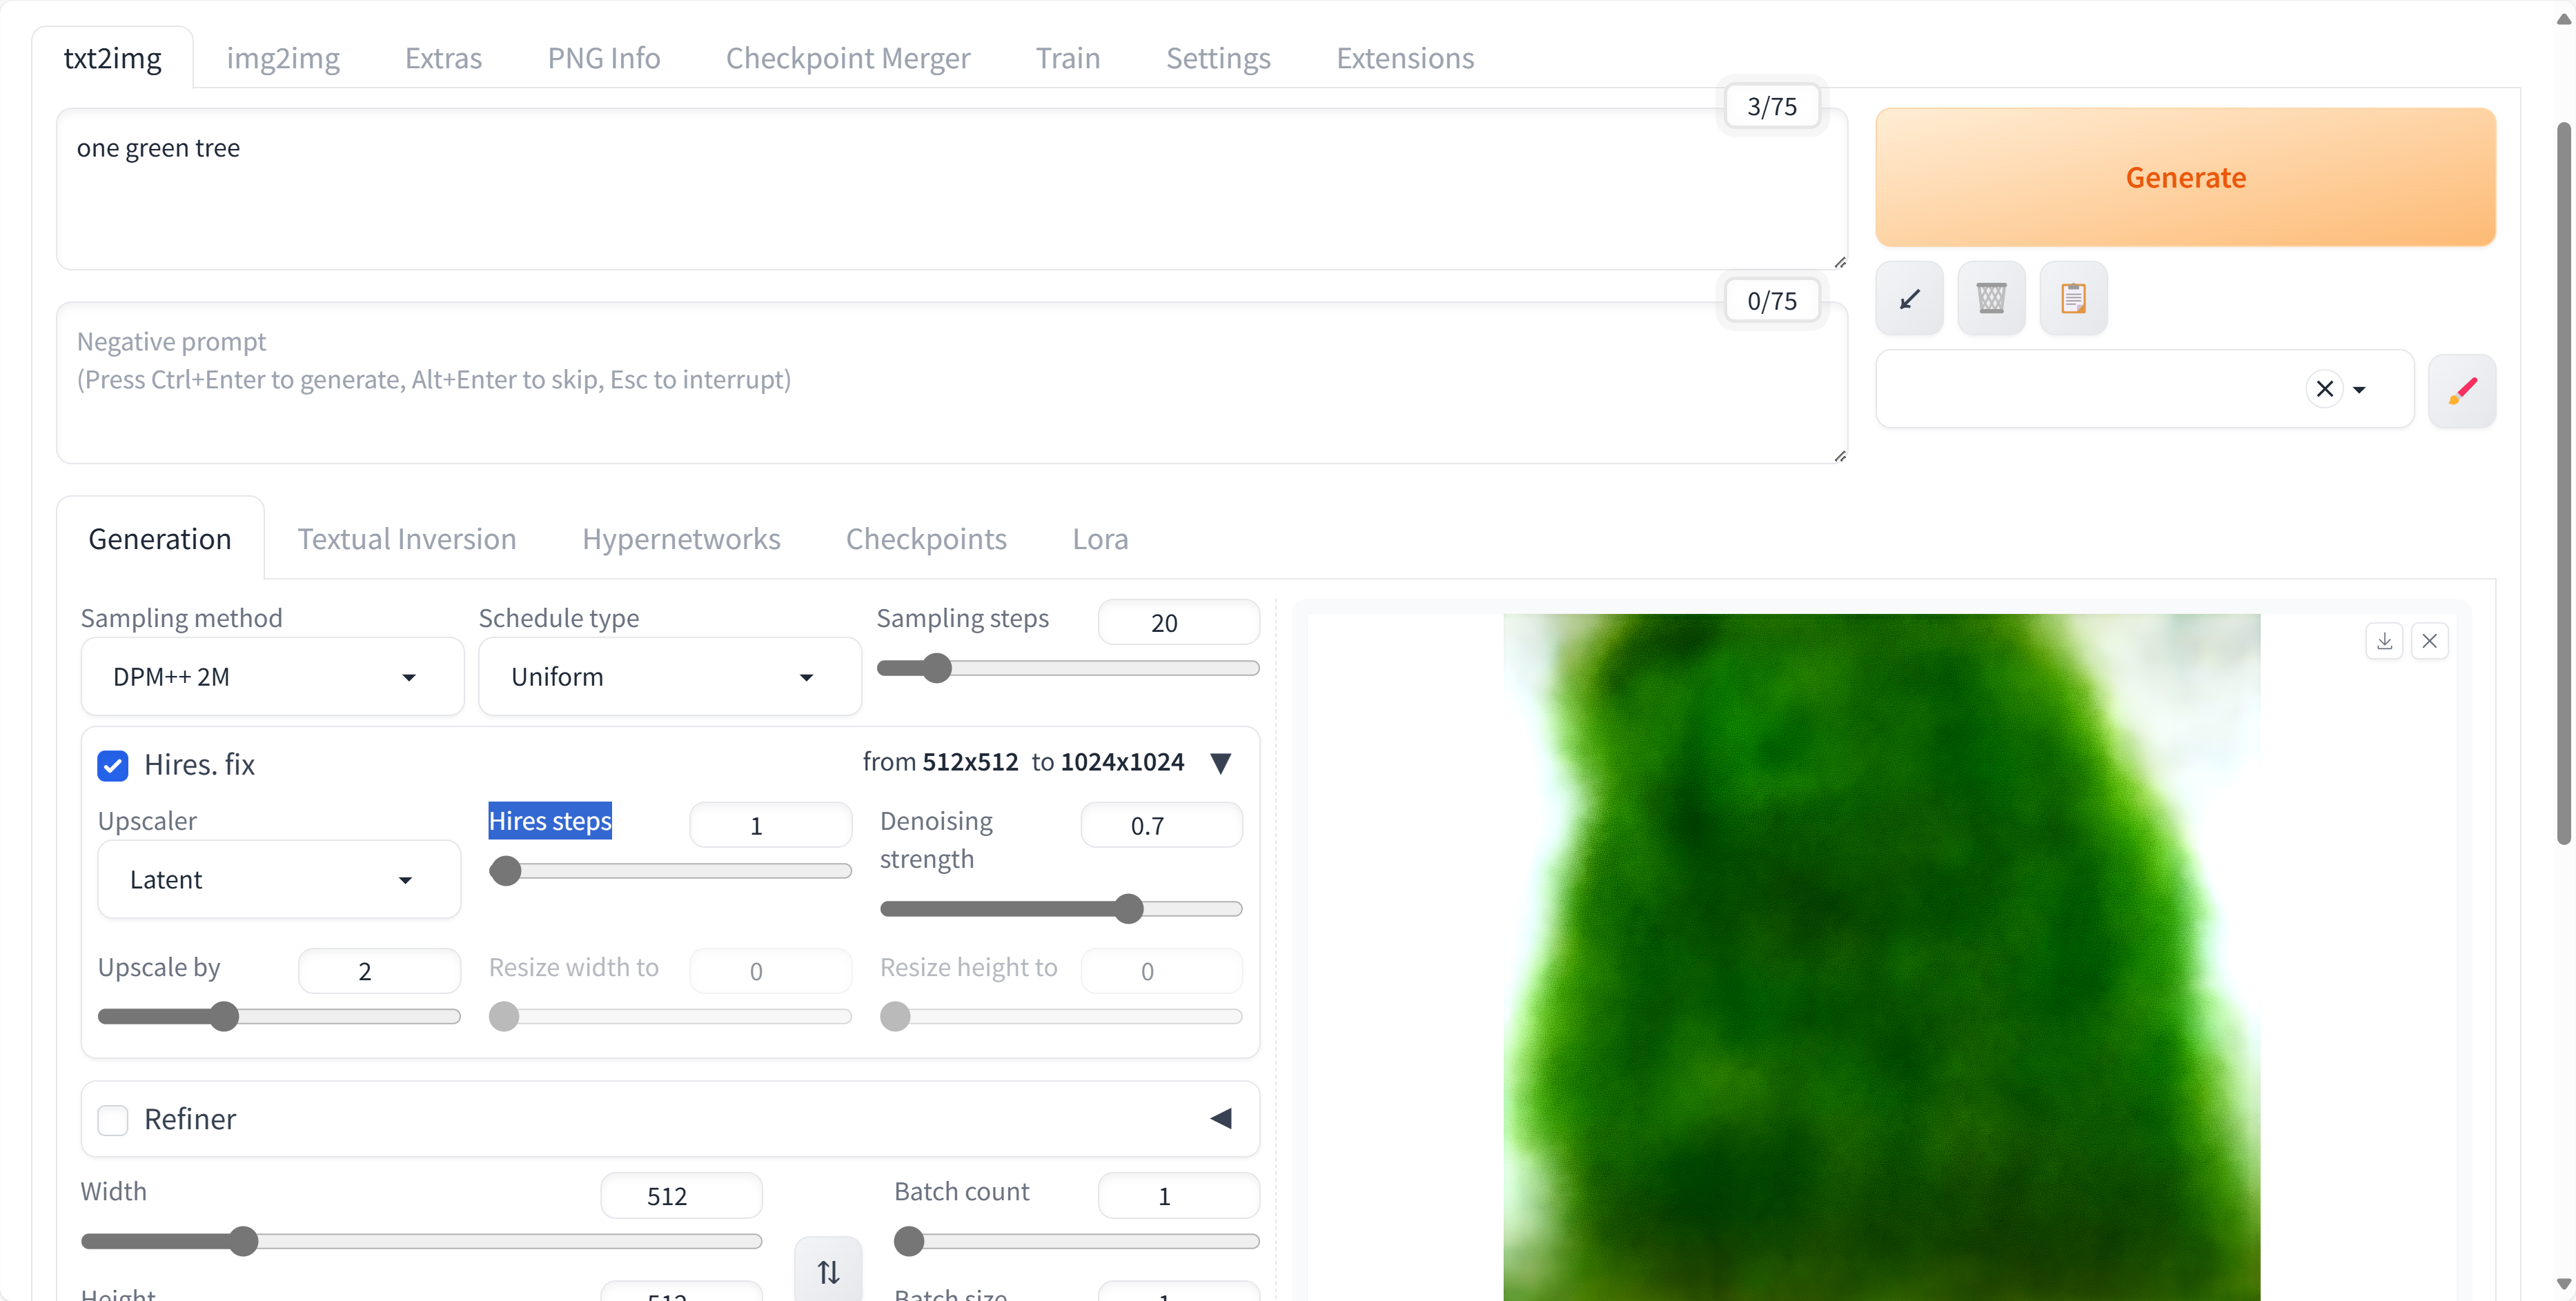 txt2img img2img Extras PNG Info Checkpoint Merger Train Settings Extensions
3/75
one green tree
Generate
0/75
Negative prompt
(Press Ctrl+Enter to generate, Alt+Enter to skip, Esc to interrupt)
Generation Textual Inversion Hypernetworks Checkpoints Lora
Sampling method Schedule type Sampling steps 20
DPM++ 2M Uniform
Hires. fix from 512x512 to 1024x1024
Upscaler Hires steps 1 Denoising strength 0.7
Latent
Upscale by 2 Resize width to 0 Resize height to 0
Refiner
Width 512 Batch count 1
Height 512 Batch size 1